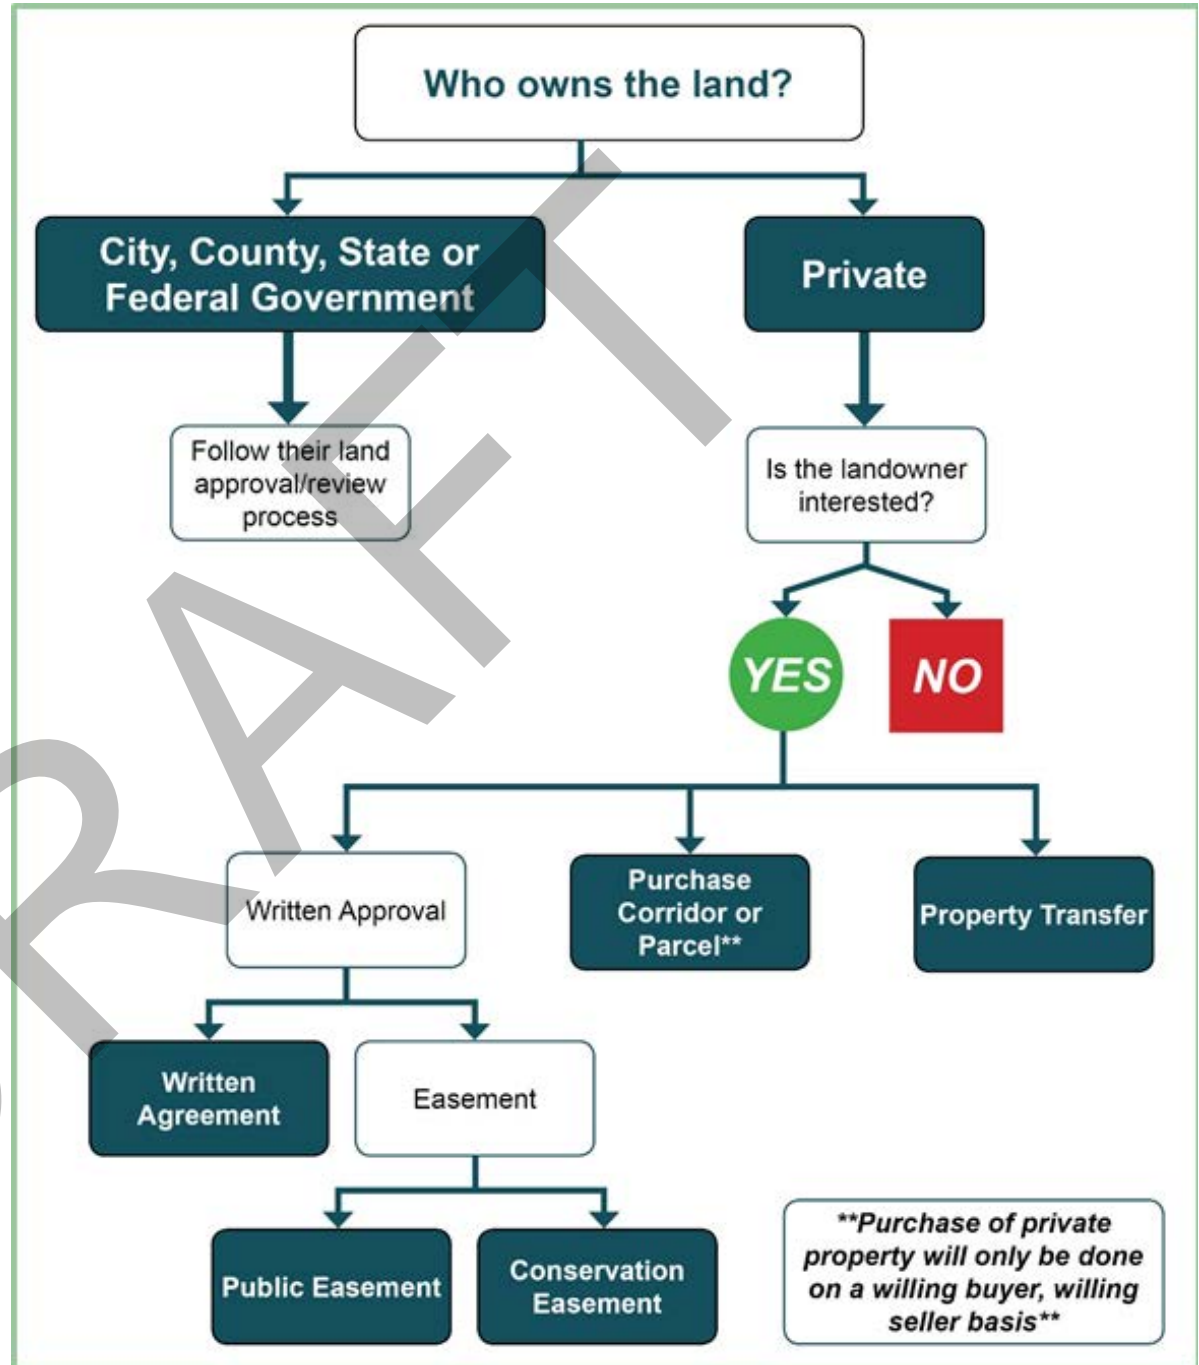 Who owns the land?
City, County, State or
Federal Government
Private
Follow their land
approval/review
process
Is the landowner
interested?
YES
NO
Written Approval
Purchase
Corridor or
Parcel**
Property Transfer
Written
Agreement
Easement
Public Easement
Conservation
Easement
**Purchase of private
property will only be done
on a willing buyer, willing
seller basis**
DRAFT